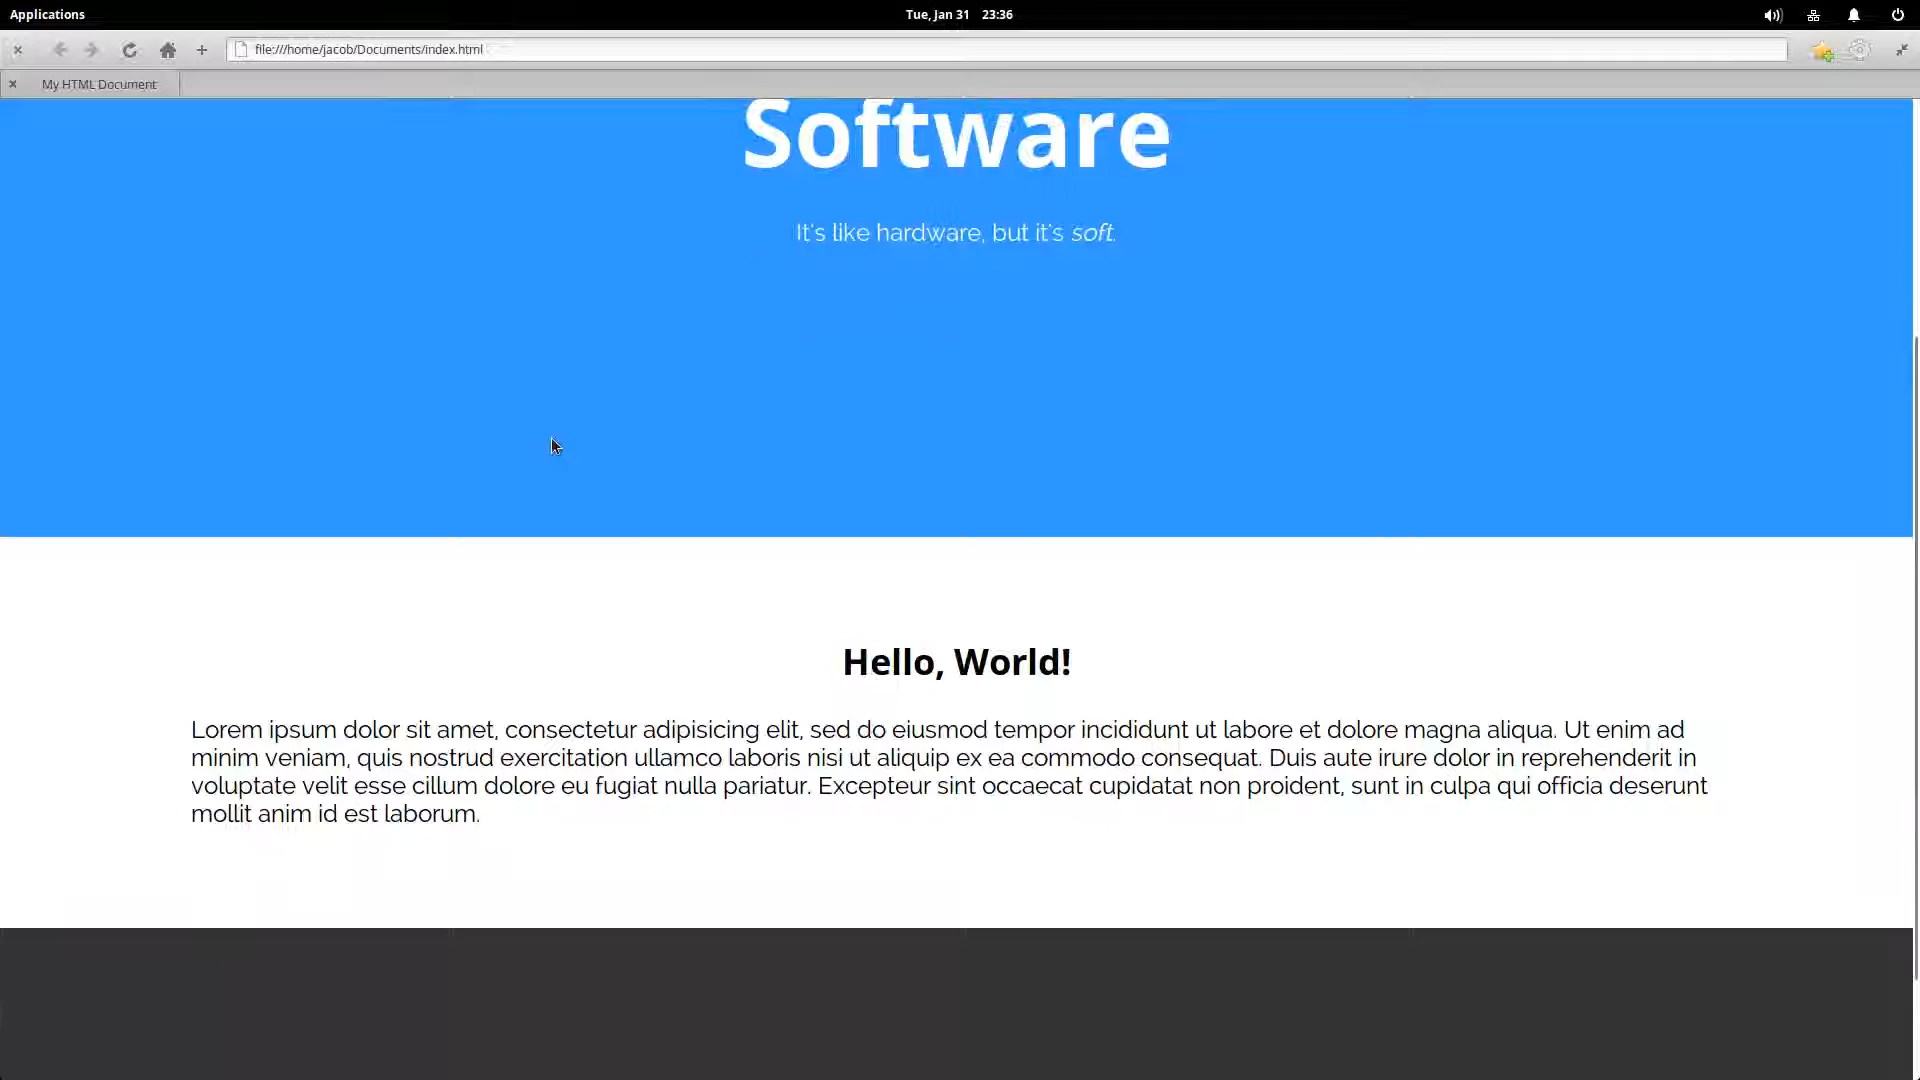 Applications
Tue, Jan 31 23:36
file:///home/jacob/Documents/index.html
My HTML Document
Software
It's like hardware, but it's soft.
Hello, World!
Lorem ipsum dolor sit amet, consectetur adipisicing elit, sed do eiusmod tempor incididunt ut labore et dolore magna aliqua. Ut enim ad
minim veniam, quis nostrud exercitation ullamco laboris nisi ut aliquip ex ea commodo consequat. Duis aute irure dolor in reprehenderit in
voluptate velit esse cillum dolore eu fugiat nulla pariatur. Excepteur sint occaecat cupidatat non proident, sunt in culpa qui officia deserunt
mollit anim id est laborum.